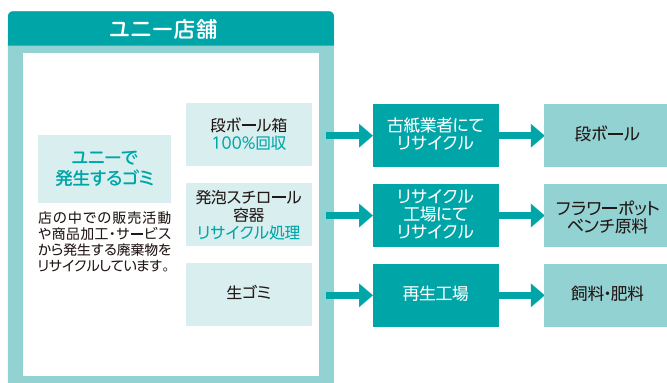 ユニー店舗
ユニーで
発生するゴミ
店の中での販売活動
や商品加工・サービス
から発生する廃棄物を
リサイクルしています。
段ボール箱
100%回収
古紙業者にて
リサイクル
段ボール
発泡スチロール
容器
リサイクル処理
リサイクル
工場にて
リサイクル
フラワーポット
ベンチ原料
生ゴミ
再生工場
飼料・肥料